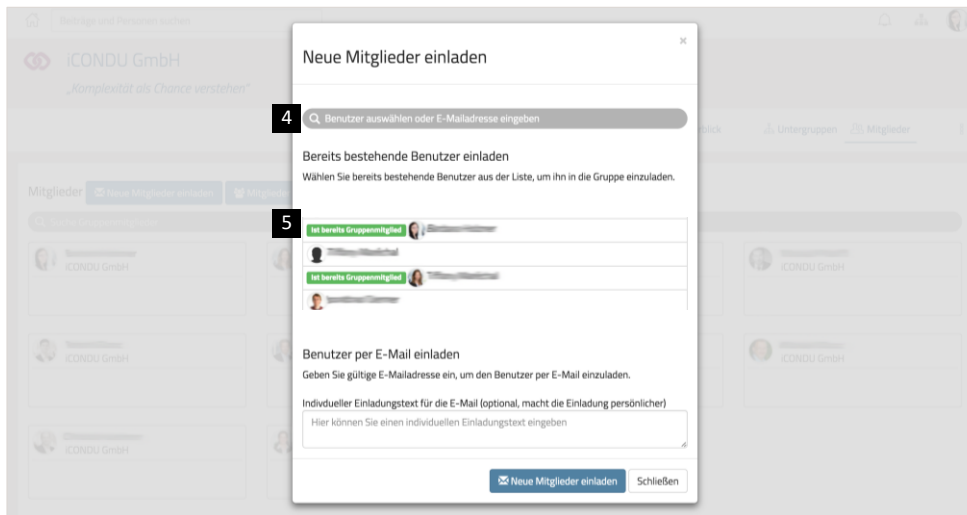 Beiträge und Personen suchen
iCONDU GmbH
„Komplexität als Chance verstehen“
Untergruppen
Mitglieder
Mitglieder
Neue Mitglieder einladen
iCONDU GmbH
iCONDU GmbH
iCONDU GmbH
iCONDU GmbH
iCONDU GmbH
Neue Mitglieder einladen
×
4
Benutzer auswählen oder E-Mailadresse eingeben
Bereits bestehende Benutzer einladen
Wählen Sie bereits bestehende Benutzer aus der Liste, um ihn in die Gruppe einzuladen.
5
Ist bereits Gruppenmitglied
Ist bereits Gruppenmitglied
Benutzer per E-Mail einladen
Geben Sie gültige E-Mailadresse ein, um den Benutzer per E-Mail einzuladen.
Indivdueller Einladungstext für die E-Mail (optional, macht die Einladung persönlicher)
Hier können Sie einen individuellen Einladungstext eingeben
Neue Mitglieder einladen
Schließen